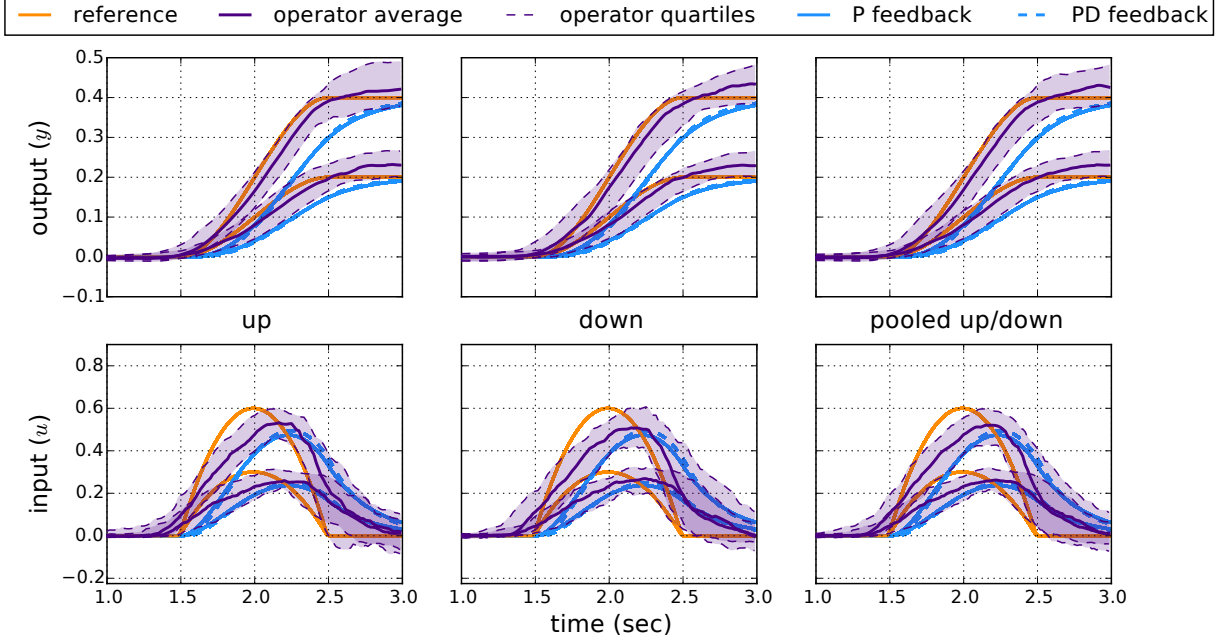 reference operator average operator quartiles P feedback PD feedback
output (y)
0.5
0.4
0.3
0.2
0.1
0.0
−0.1
up down pooled up/down
input (u)
0.8
0.6
0.4
0.2
0.0
−0.2
1.0 1.5 2.0 2.5 3.0 1.0 1.5 2.0 2.5 3.0 1.0 1.5 2.0 2.5 3.0
time (sec)